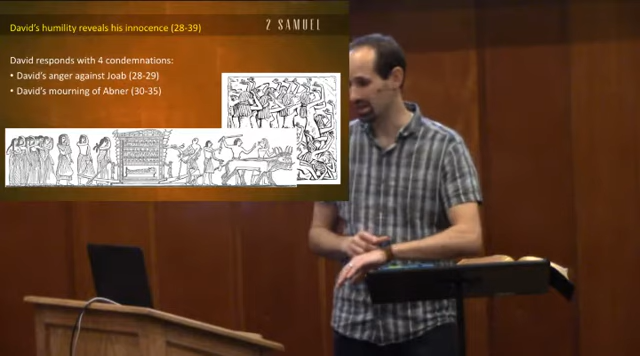 David's humility reveals his innocence (28-39)
2 SAMUEL
David responds with 4 condemnations:
• David's anger against Joab (28-29)
• David's mourning of Abner (30-35)